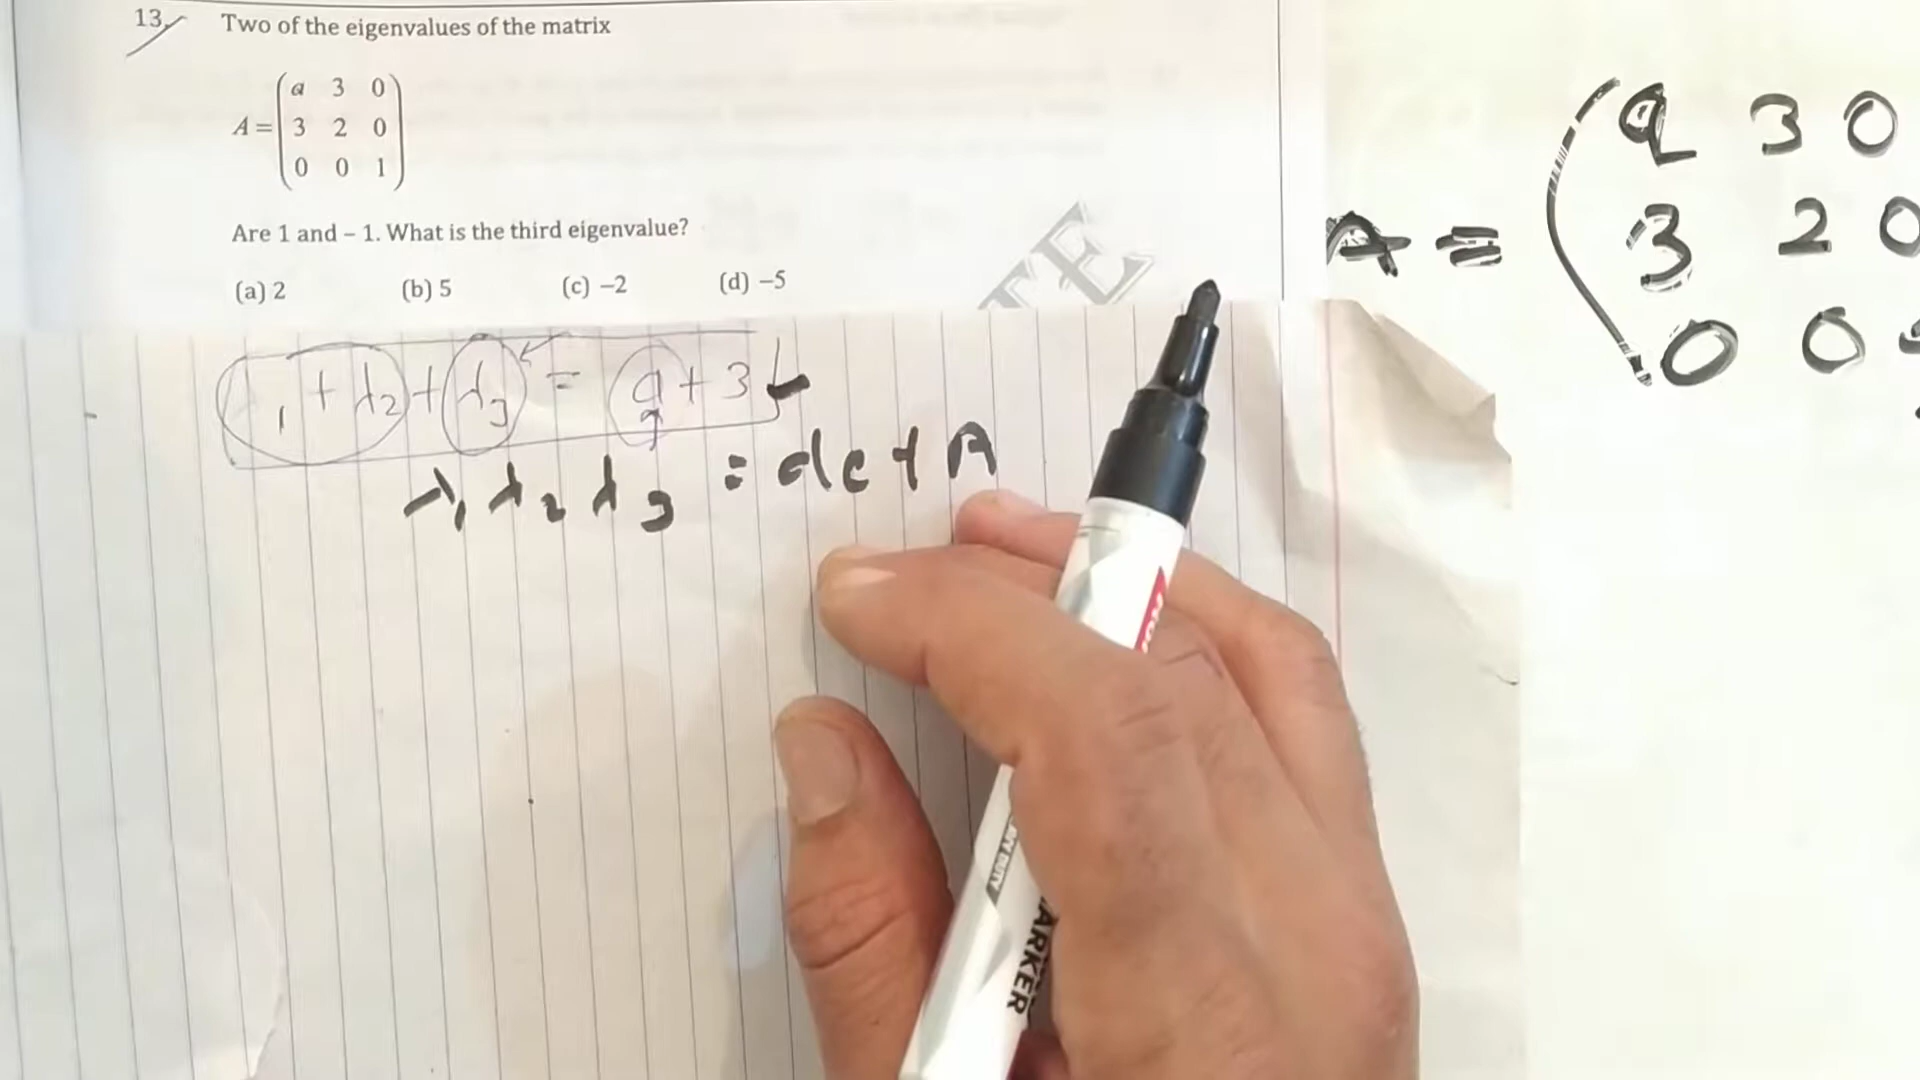 13. Two of the eigenvalues of the matrix
a 3 0
A = 3 2 0
0 0 1
Are 1 and – 1. What is the third eigenvalue?
(a) 2 (b) 5 (c) –2 (d) –5
TE
+ λ2 + λ3 = a + 3
λ1 λ2 λ3 = det A
a 3 0
A = 3 2 0
0 0
MARKER